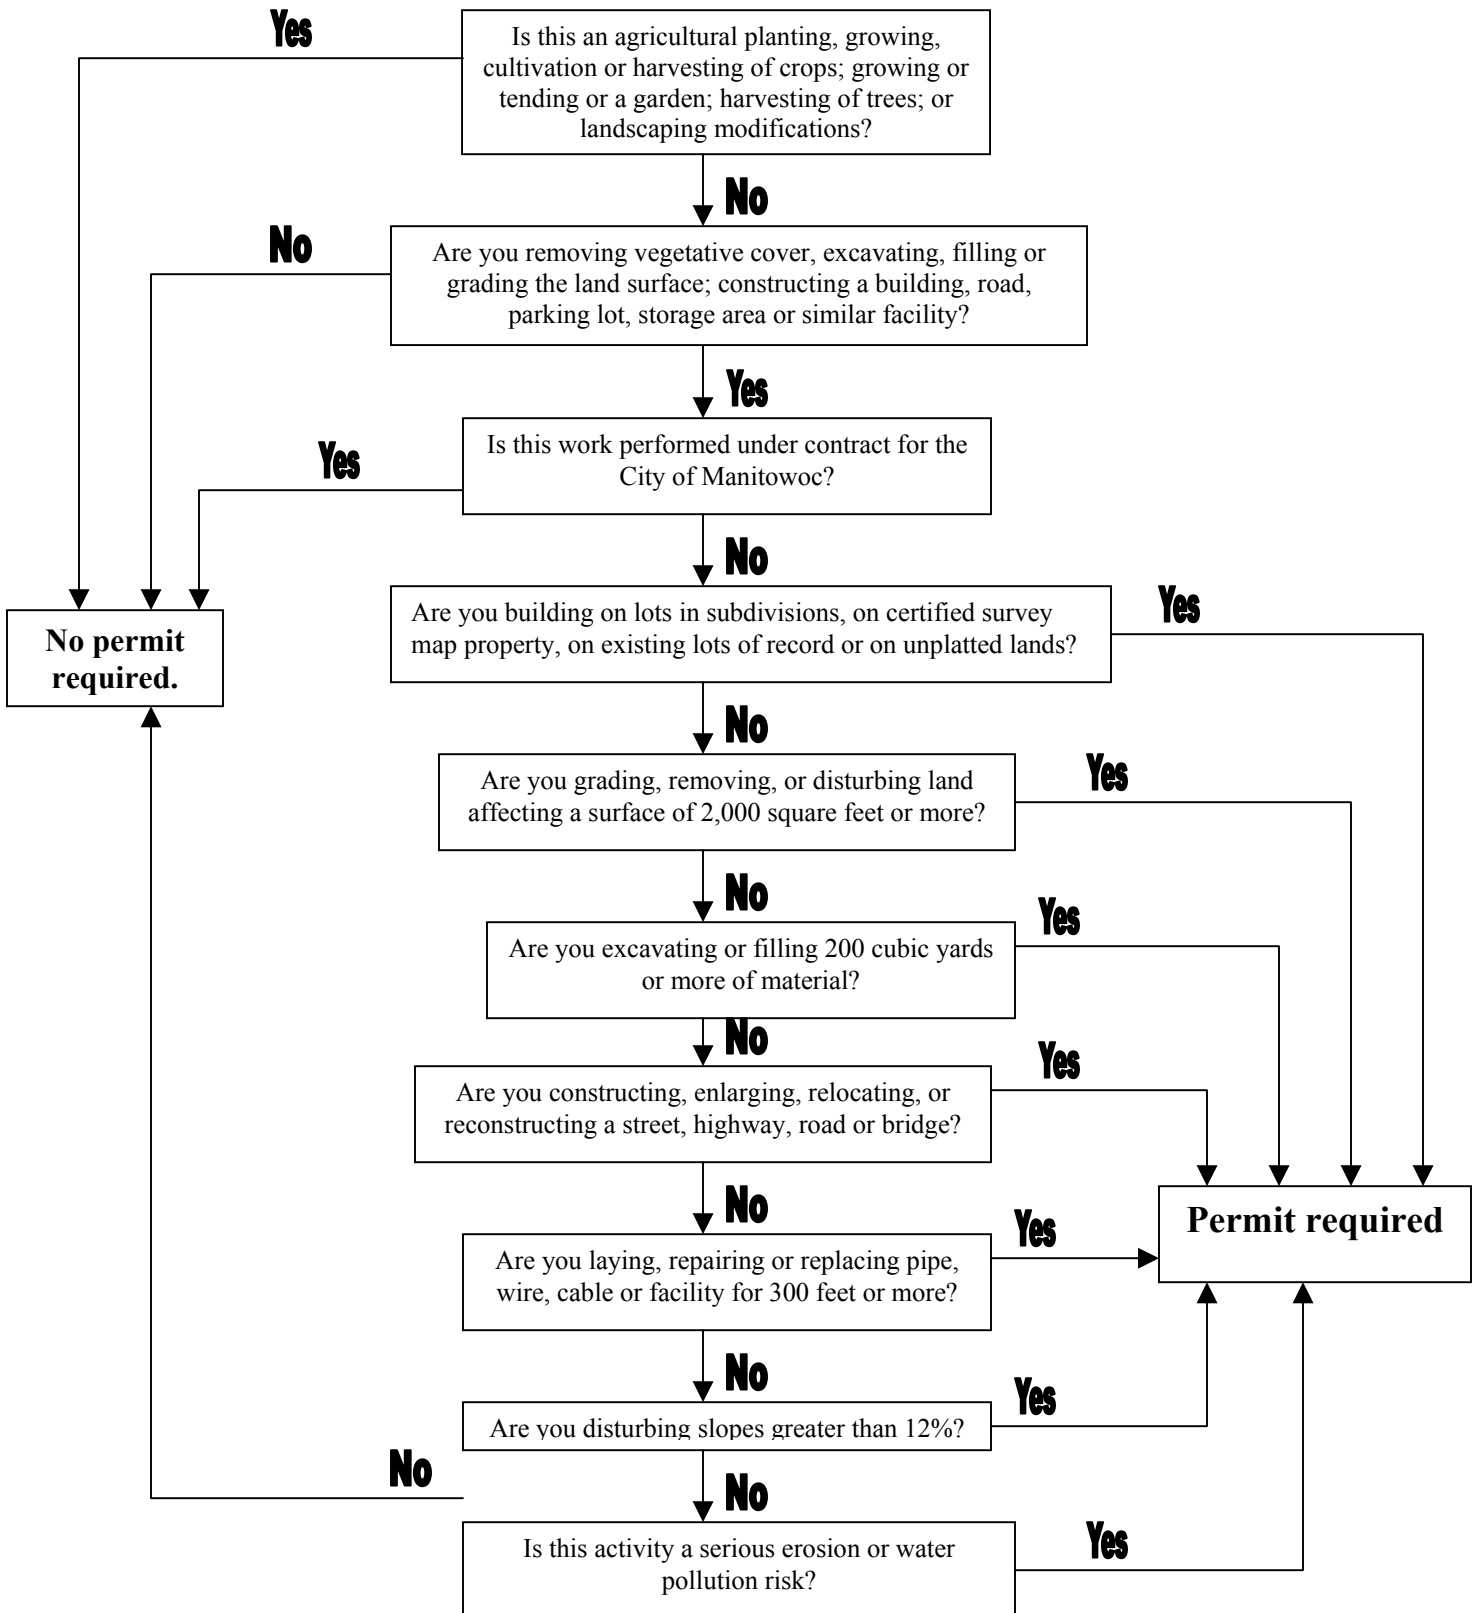 Yes
Is this an agricultural planting, growing,
cultivation or harvesting of crops; growing or
tending or a garden; harvesting of trees; or
landscaping modifications?
No
No
Are you removing vegetative cover, excavating, filling or
grading the land surface; constructing a building, road,
parking lot, storage area or similar facility?
Yes
Yes
Is this work performed under contract for the
City of Manitowoc?
No
Are you building on lots in subdivisions, on certified survey
map property, on existing lots of record or on unplatted lands?
Yes
No permit
required.
No
Are you grading, removing, or disturbing land
affecting a surface of 2,000 square feet or more?
Yes
No
Are you excavating or filling 200 cubic yards
or more of material?
Yes
No
Are you constructing, enlarging, relocating, or
reconstructing a street, highway, road or bridge?
Yes
No
Permit required
Are you laying, repairing or replacing pipe,
wire, cable or facility for 300 feet or more?
Yes
No
Are you disturbing slopes greater than 12%?
Yes
No
No
Is this activity a serious erosion or water
pollution risk?
Yes